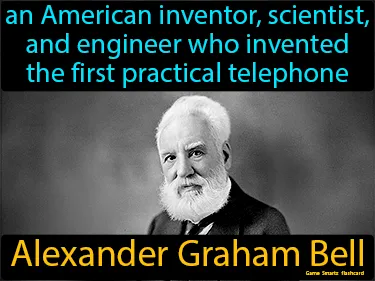 an American inventor, scientist,
and engineer who invented
the first practical telephone
Alexander Graham Bell
Game Smartz flashcard